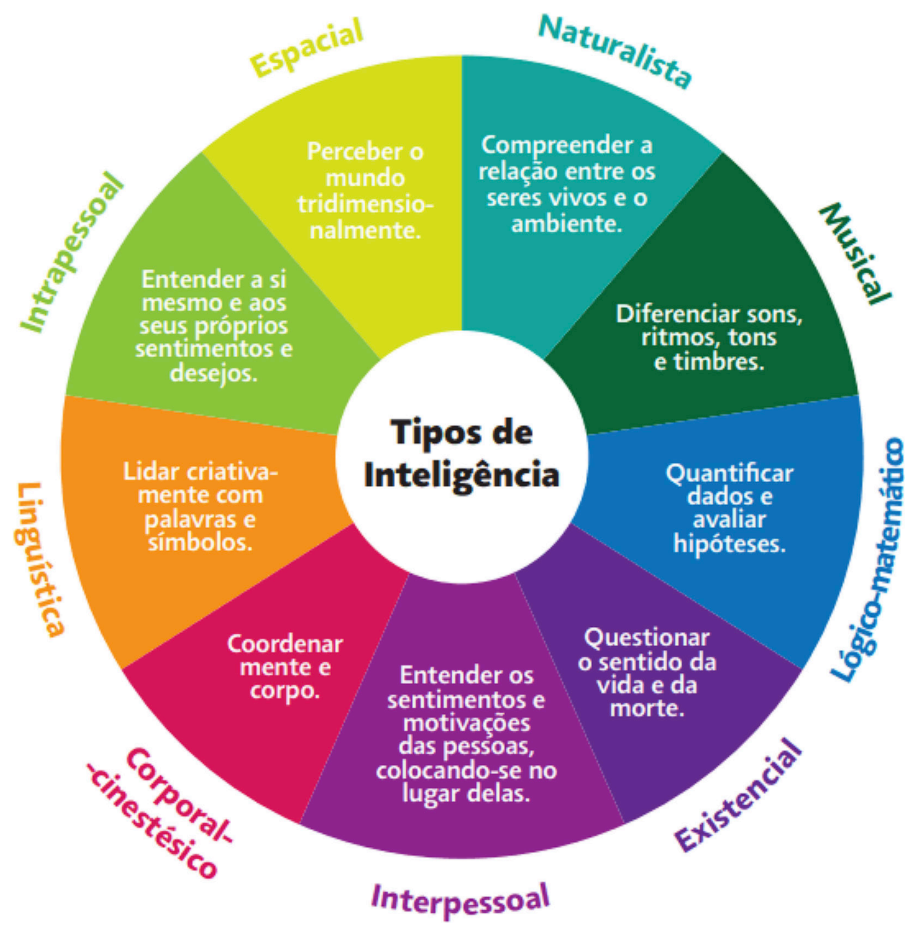 Tipos de
Inteligência
Naturalista
Compreender a
relação entre os
seres vivos e o
ambiente.
Musical
Diferenciar sons,
ritmos, tons
e timbres.
Lógico-matemático
Quantificar
dados e
avaliar
hipóteses.
Existencial
Questionar
o sentido da
vida e da
morte.
Interpessoal
Entender os
sentimentos e
motivações
das pessoas,
colocando-se no
lugar delas.
Corporal-
-cinestésico
Coordenar
mente e
corpo.
Linguística
Lidar criativa-
mente com
palavras e
símbolos.
Intrapessoal
Entender a si
mesmo e aos
seus próprios
sentimentos e
desejos.
Espacial
Perceber o
mundo
tridimensio-
nalmente.